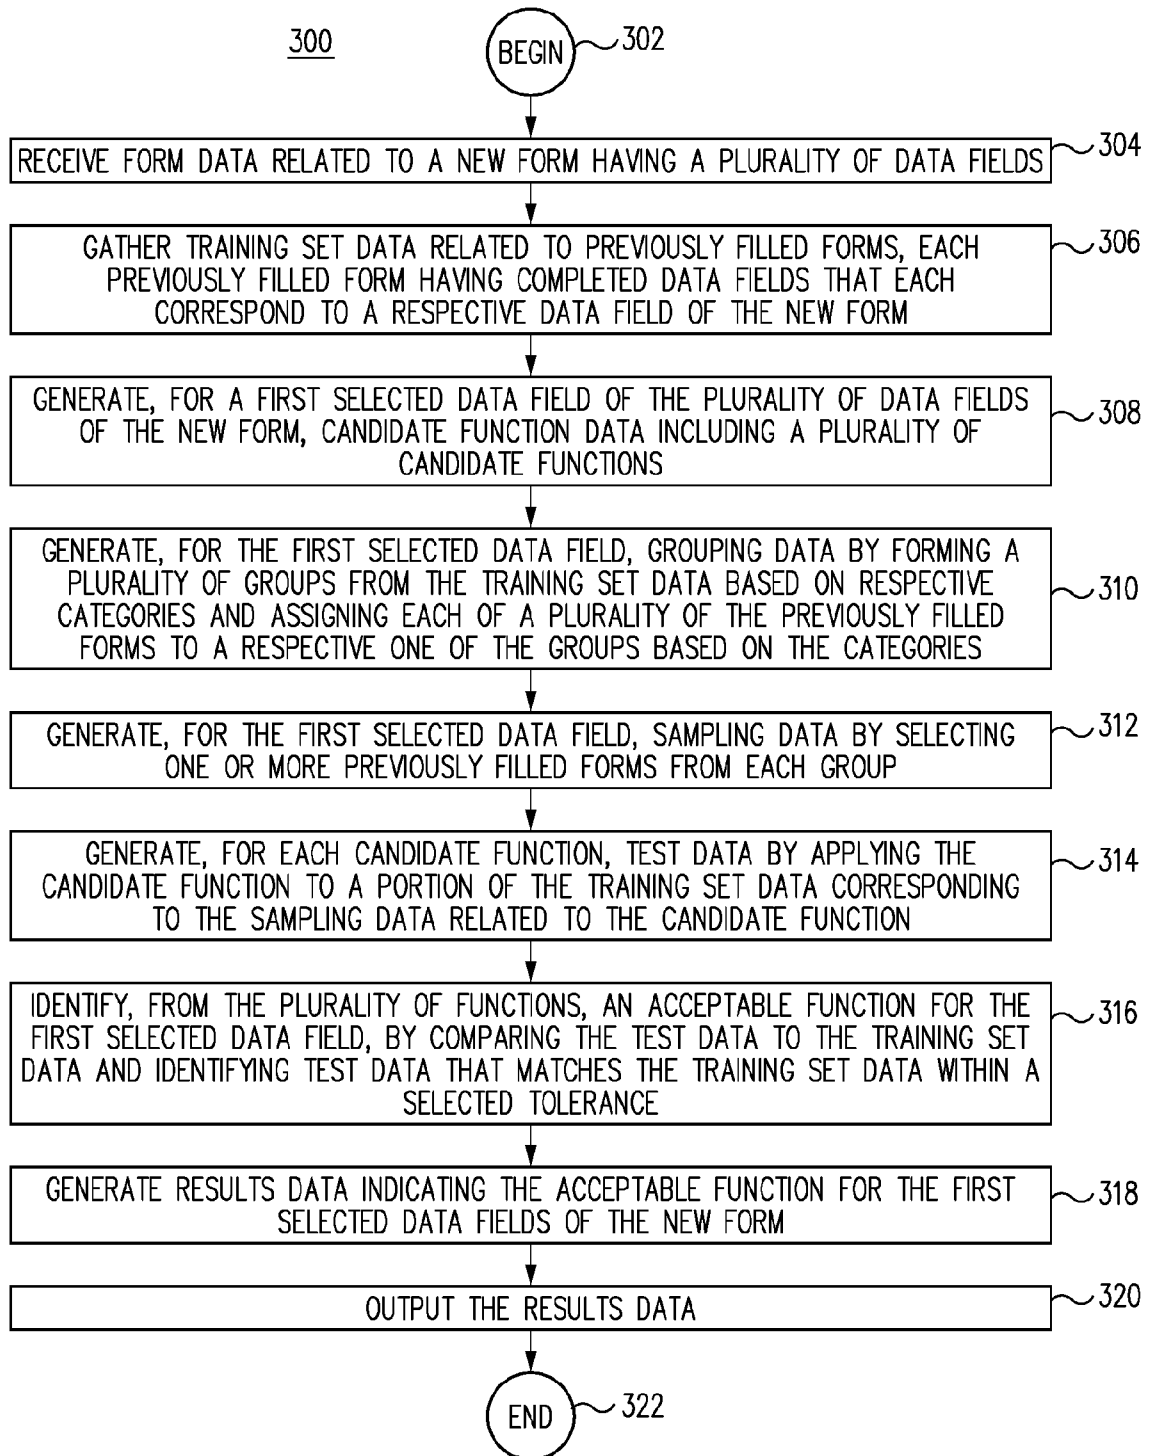 300
BEGIN
302
RECEIVE FORM DATA RELATED TO A NEW FORM HAVING A PLURALITY OF DATA FIELDS
304
GATHER TRAINING SET DATA RELATED TO PREVIOUSLY FILLED FORMS, EACH
PREVIOUSLY FILLED FORM HAVING COMPLETED DATA FIELDS THAT EACH
CORRESPOND TO A RESPECTIVE DATA FIELD OF THE NEW FORM
306
GENERATE, FOR A FIRST SELECTED DATA FIELD OF THE PLURALITY OF DATA FIELDS
OF THE NEW FORM, CANDIDATE FUNCTION DATA INCLUDING A PLURALITY OF
CANDIDATE FUNCTIONS
308
GENERATE, FOR THE FIRST SELECTED DATA FIELD, GROUPING DATA BY FORMING A
PLURALITY OF GROUPS FROM THE TRAINING SET DATA BASED ON RESPECTIVE
CATEGORIES AND ASSIGNING EACH OF A PLURALITY OF THE PREVIOUSLY FILLED
FORMS TO A RESPECTIVE ONE OF THE GROUPS BASED ON THE CATEGORIES
310
GENERATE, FOR THE FIRST SELECTED DATA FIELD, SAMPLING DATA BY SELECTING
ONE OR MORE PREVIOUSLY FILLED FORMS FROM EACH GROUP
312
GENERATE, FOR EACH CANDIDATE FUNCTION, TEST DATA BY APPLYING THE
CANDIDATE FUNCTION TO A PORTION OF THE TRAINING SET DATA CORRESPONDING
TO THE SAMPLING DATA RELATED TO THE CANDIDATE FUNCTION
314
IDENTIFY, FROM THE PLURALITY OF FUNCTIONS, AN ACCEPTABLE FUNCTION FOR THE
FIRST SELECTED DATA FIELD, BY COMPARING THE TEST DATA TO THE TRAINING SET
DATA AND IDENTIFYING TEST DATA THAT MATCHES THE TRAINING SET DATA WITHIN A
SELECTED TOLERANCE
316
GENERATE RESULTS DATA INDICATING THE ACCEPTABLE FUNCTION FOR THE FIRST
SELECTED DATA FIELDS OF THE NEW FORM
318
OUTPUT THE RESULTS DATA
320
END
322